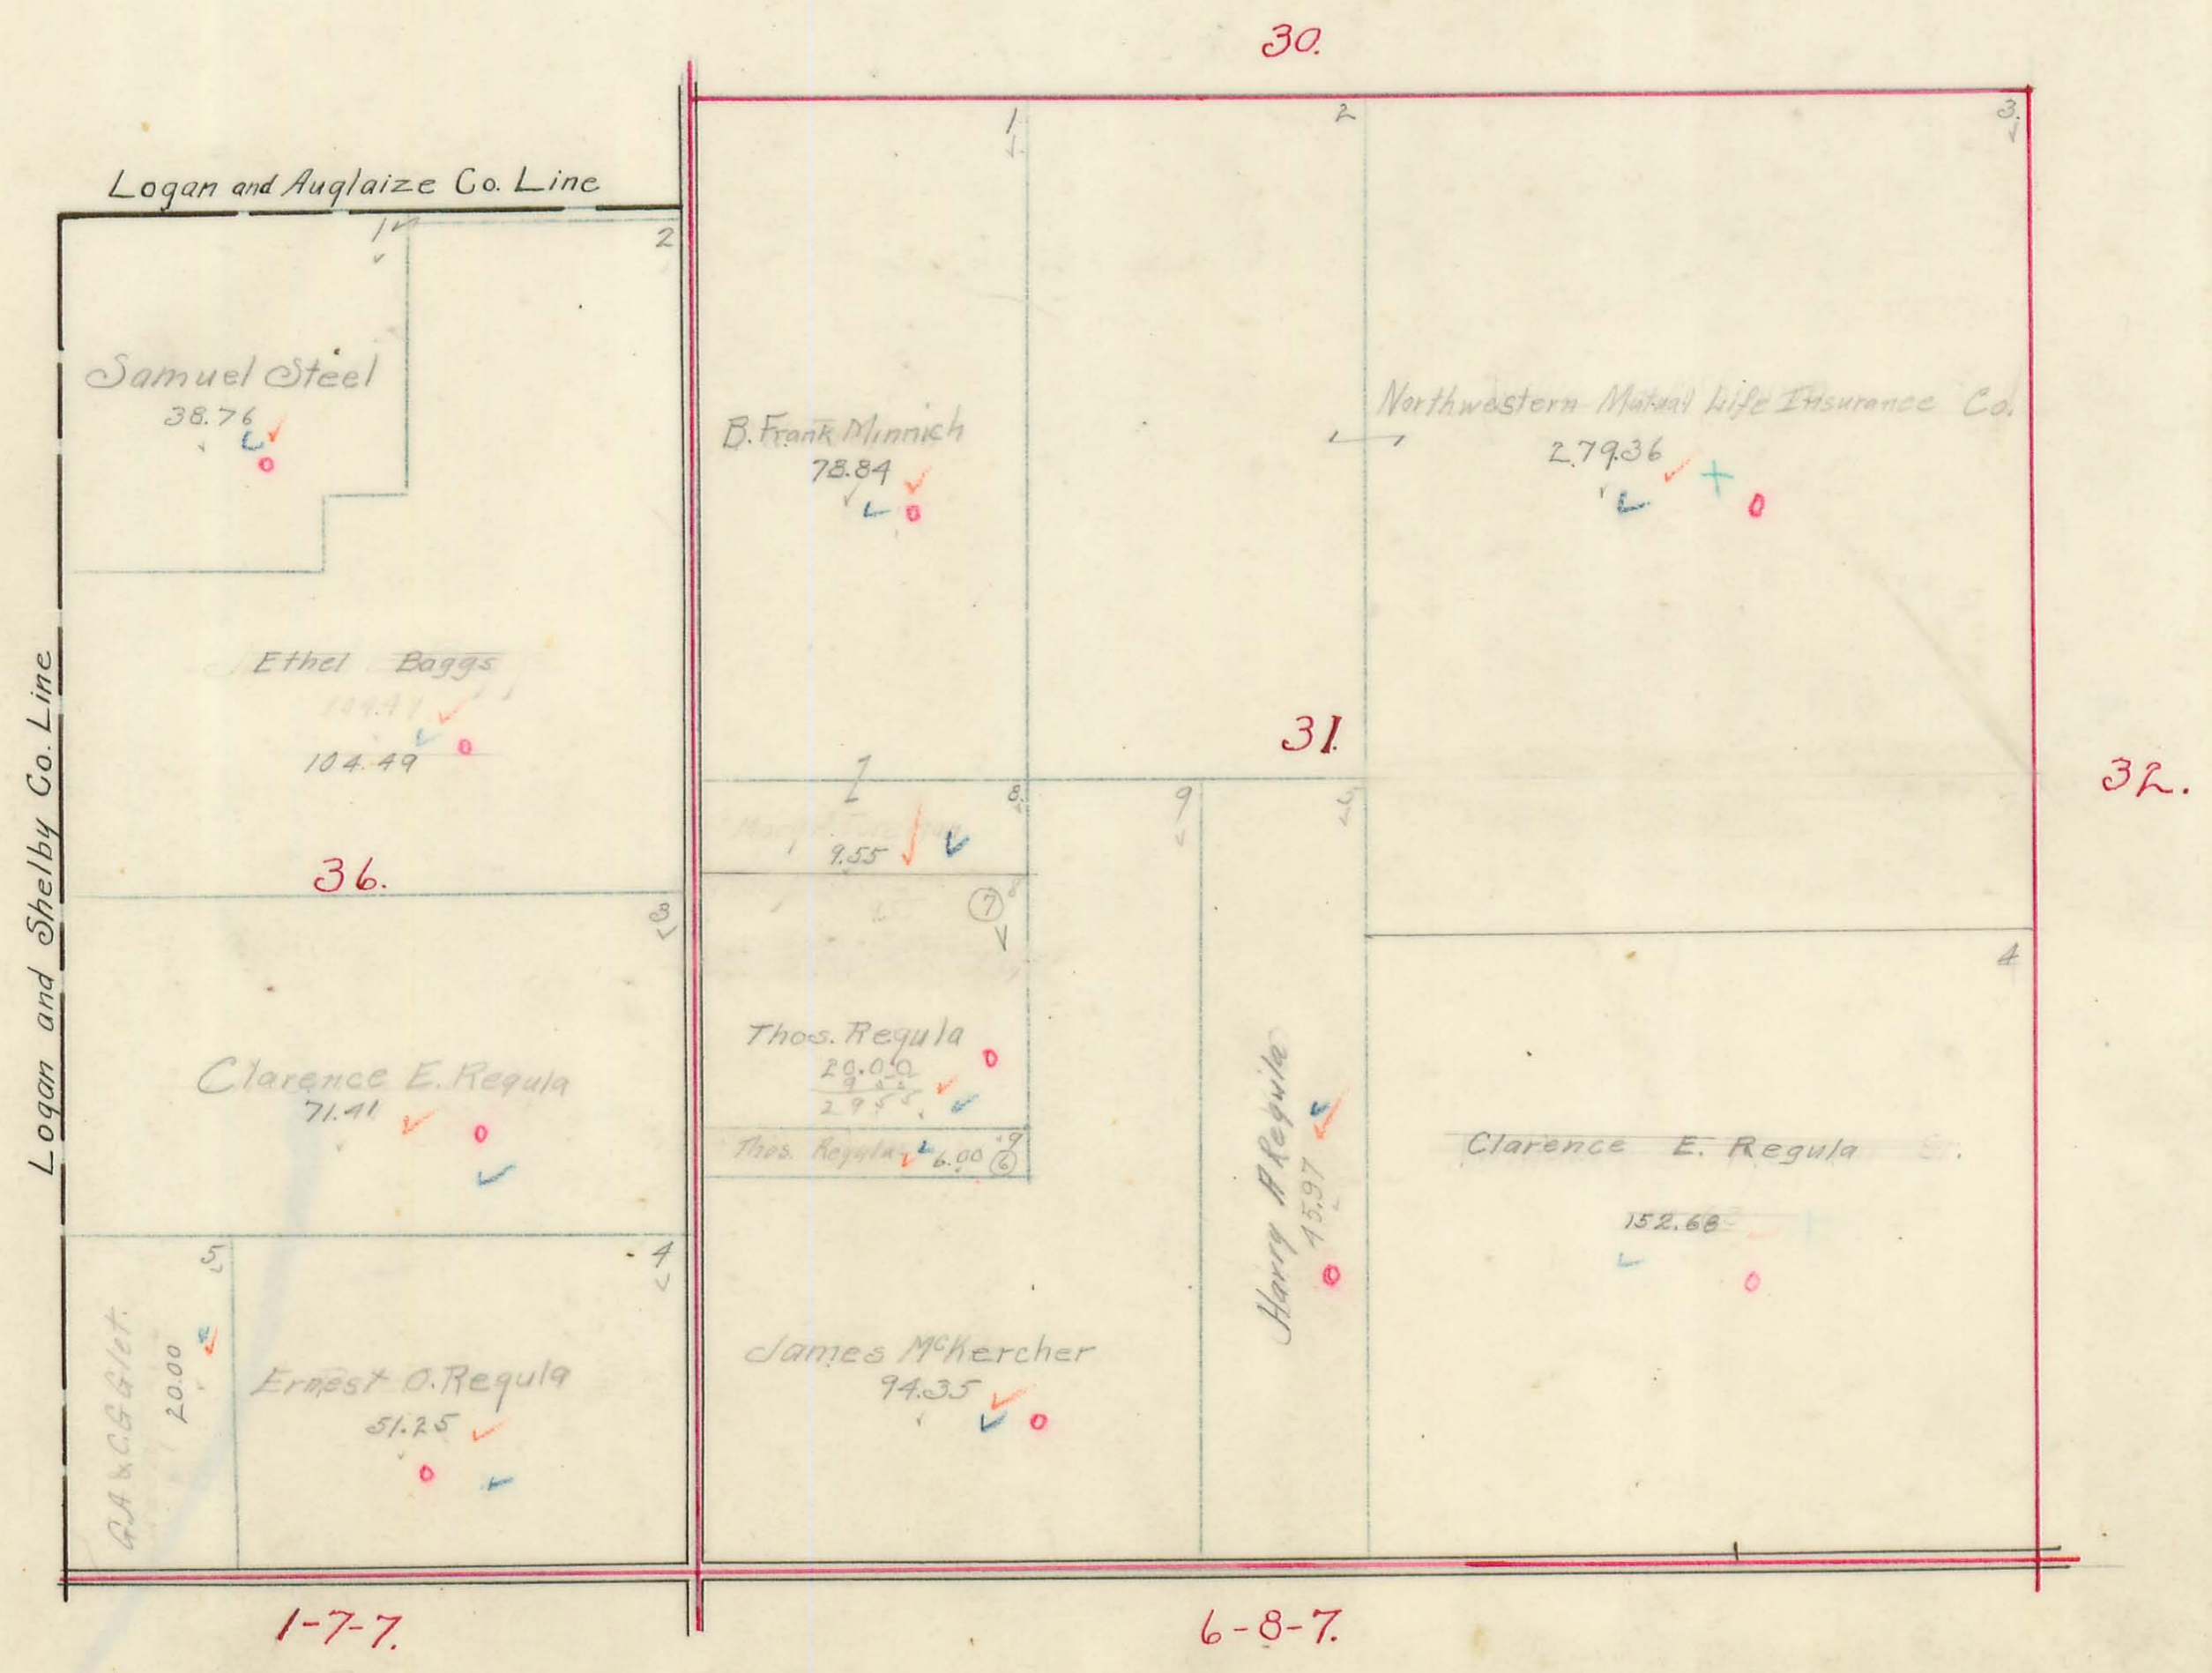 30.
Logan and Auglaize Co. Line
Logan and Shelby Co. Line
1
2
Samuel Steel
38.76
Ethel Baggs
104.49
36.
3
Clarence E. Regula
71.41
5
20.00
4
Ernest O. Regula
51.25
1
2
3.
B. Frank Minnich
78.84
Northwestern Mutual Life Insurance Co.
279.36
31.
32.
8.
9
5
9.55
7
8
Thos. Regula
20.00
9 55
29 55
Thos. Regula 6.00
9
6
James McKercher
94.35
Harry A Regula
45.97
4
Clarence E. Regula
152.68
1-7-7.
6-8-7.